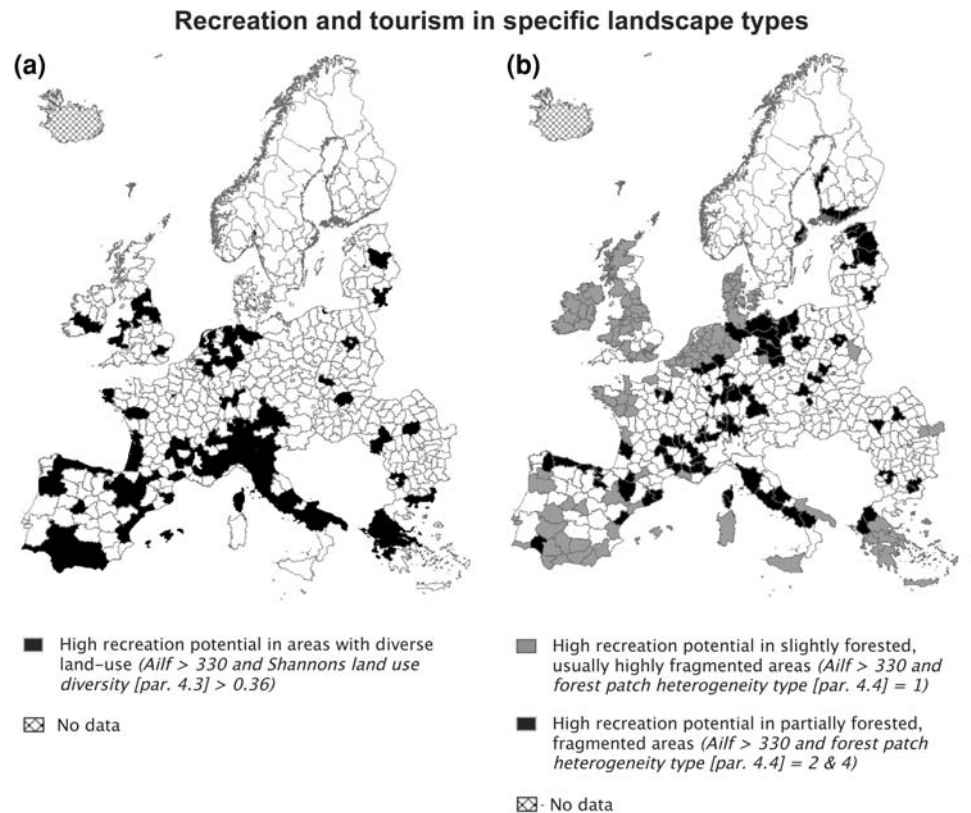 Recreation and tourism in specific landscape types
(a)
(b)
High recreation potential in areas with diverse
land-use (Ailf > 330 and Shannons land use
diversity [par. 4.3] > 0.36)
No data
High recreation potential in slightly forested,
usually highly fragmented areas (Ailf > 330 and
forest patch heterogeneity type [par. 4.4] = 1)
High recreation potential in partially forested,
fragmented areas (Ailf > 330 and forest patch
heterogeneity type [par. 4.4] = 2 & 4)
- No data